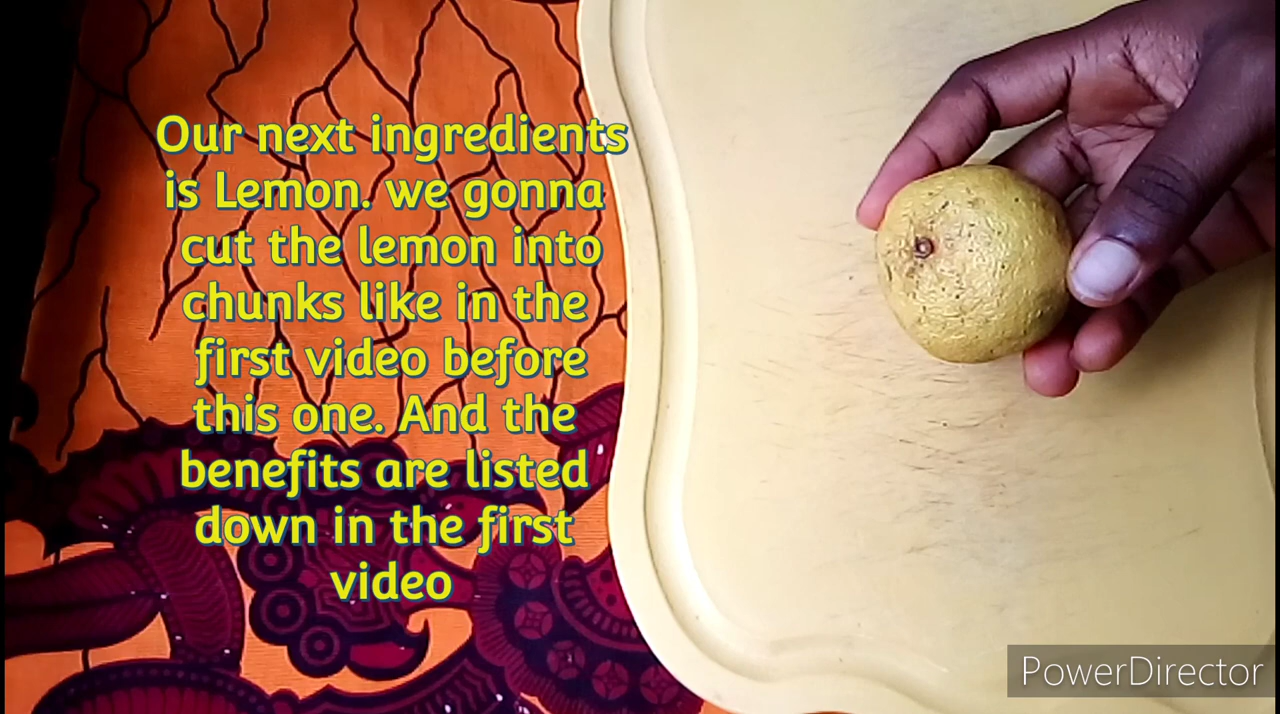 Our next ingredients
is Lemon. we gonna
cut the lemon into
chunks like in the
first video before
this one. And the
benefits are listed
down in the first
video
PowerDirector